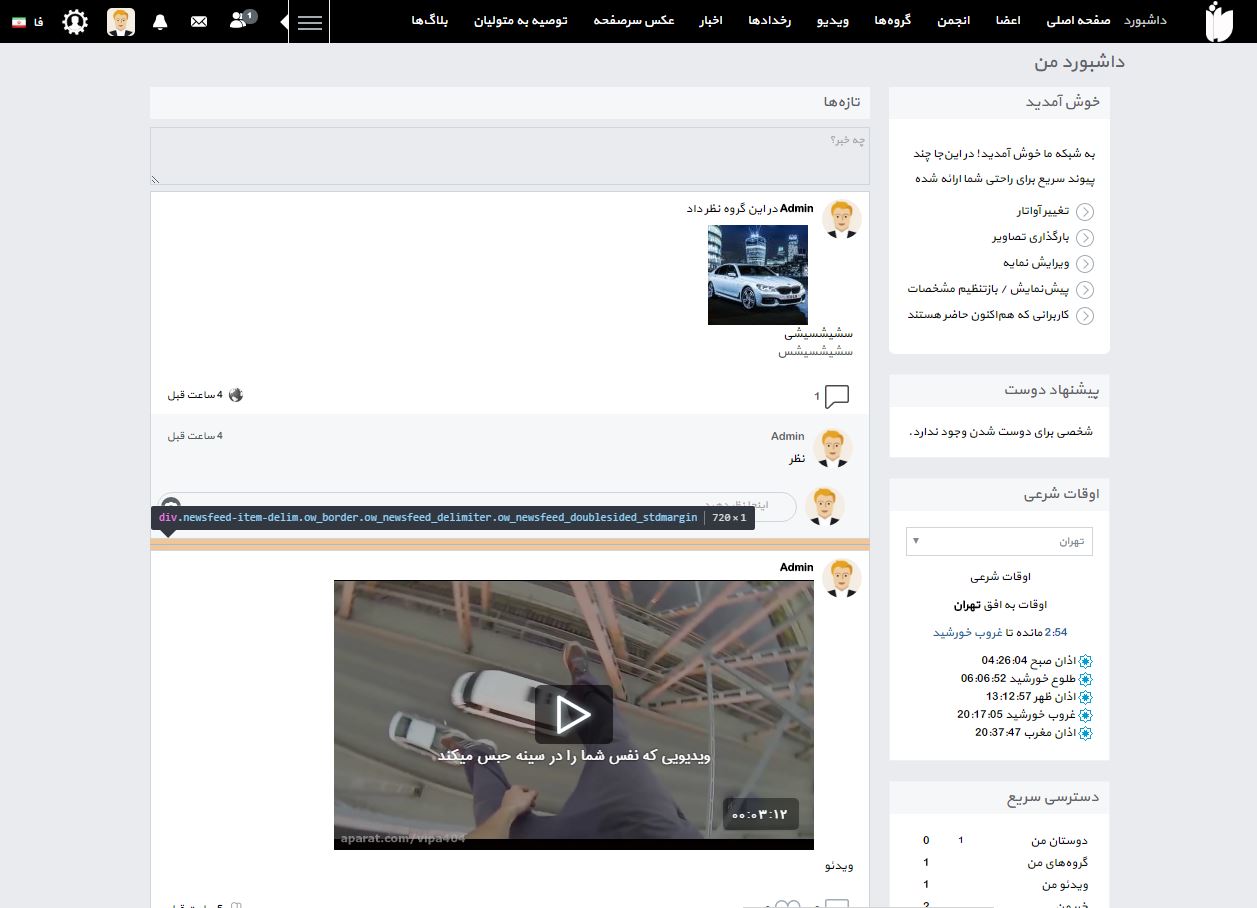 داشبورد
صفحه اصلی
اعضا
انجمن
گروه‌ها
ویدیو
رخدادها
اخبار
عکس سرصفحه
توصیه به متولیان
بلاگ‌ها
1
فا
داشبورد من
خوش آمدید
به شبکه ما خوش آمدید! در این‌جا چند
پیوند سریع برای راحتی شما ارائه شده
تغییر آواتار
بارگذاری تصاویر
ویرایش نمایه
پیش‌نمایش / بازتنظیم مشخصات
کاربرانی که هم‌اکنون حاضر هستند
پیشنهاد دوست
شخصی برای دوست شدن وجود ندارد.
اوقات شرعی
تهران
اوقات شرعی
اوقات به افق تهران
2:54 مانده تا غروب خورشید
اذان صبح 04:26:04
طلوع خورشید 06:06:52
اذان ظهر 13:12:57
غروب خورشید 20:17:05
اذان مغرب 20:37:47
دسترسی سریع
دوستان من 1 0
گروه‌های من 1
ویدئو من 1
تازه‌ها
چه خبر؟
Admin در این گروه نظر داد
سشیشسیشی
سشیشسیشس
1
4 ساعت قبل
Admin
4 ساعت قبل
نظر
div.newsfeed-item-delim.ow_border.ow_newsfeed_delimiter.ow_newsfeed_doublesided_stdmargin | 720×1
Admin
ویدیویی که نفس شما را در سینه حبس میکند
۰۰:۰۳:۱۲
aparat.com/vipa404
ویدئو